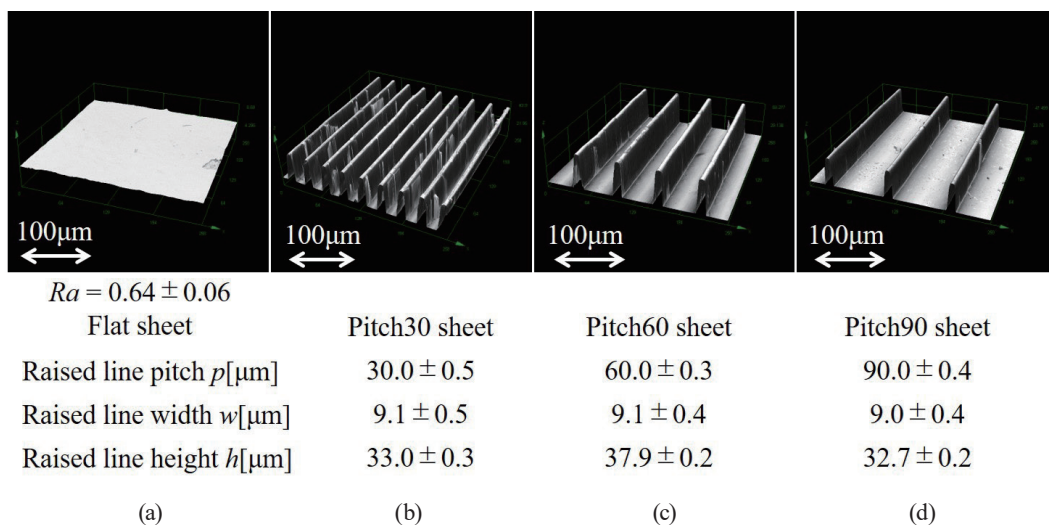 100μm 100μm 100μm 100μm
Ra = 0.64 ± 0.06
Flat sheet Pitch30 sheet Pitch60 sheet Pitch90 sheet
Raised line pitch p[μm] 30.0 ± 0.5 60.0 ± 0.3 90.0 ± 0.4
Raised line width w[μm] 9.1 ± 0.5 9.1 ± 0.4 9.0 ± 0.4
Raised line height h[μm] 33.0 ± 0.3 37.9 ± 0.2 32.7 ± 0.2
(a) (b) (c) (d)